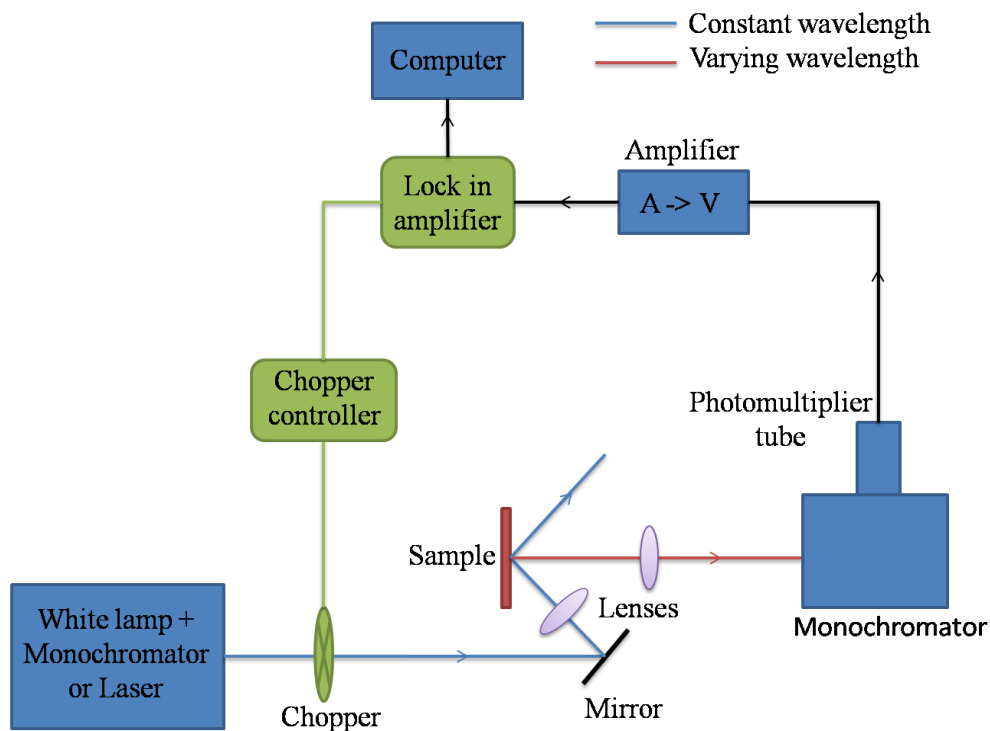 Constant wavelength
Varying wavelength
Computer
Amplifier
Lock in
amplifier
A -> V
Chopper
controller
Photomultiplier
tube
Sample
Lenses
White lamp +
Monochromator
or Laser
Monochromator
Chopper
Mirror